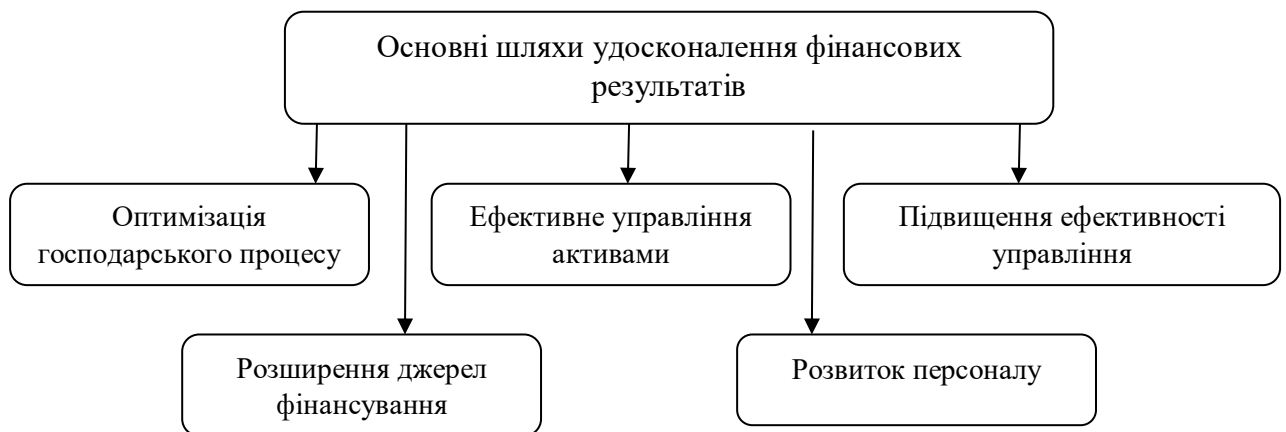 Основні шляхи удосконалення фінансових
результатів
Оптимізація
господарського процесу
Ефективне управління
активами
Підвищення ефективності
управління
Розширення джерел
фінансування
Розвиток персоналу